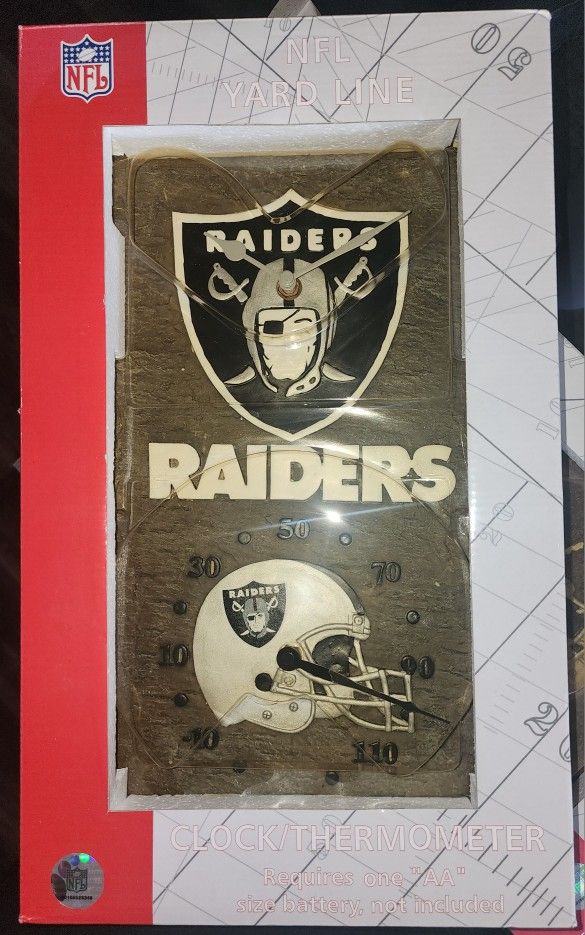 NFL
NFL
YARD LINE
RAIDERS
RAIDERS
50
30
70
RAIDERS
10
90
-10
110
CLOCK/THERMOMETER
Requires one "AA"
size battery, not included
NFL